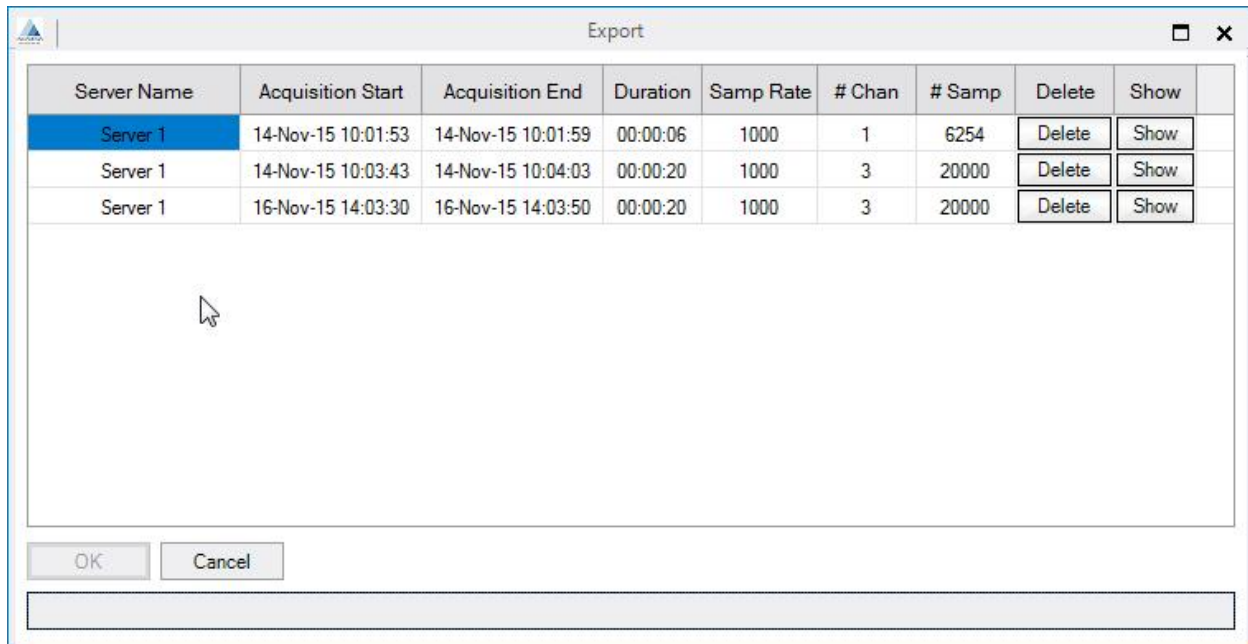 Export
Server Name Acquisition Start Acquisition End Duration Samp Rate # Chan # Samp Delete Show
Server 1 14-Nov-15 10:01:53 14-Nov-15 10:01:59 00:00:06 1000 1 6254 Delete Show
Server 1 14-Nov-15 10:03:43 14-Nov-15 10:04:03 00:00:20 1000 3 20000 Delete Show
Server 1 16-Nov-15 14:03:30 16-Nov-15 14:03:50 00:00:20 1000 3 20000 Delete Show
OK Cancel